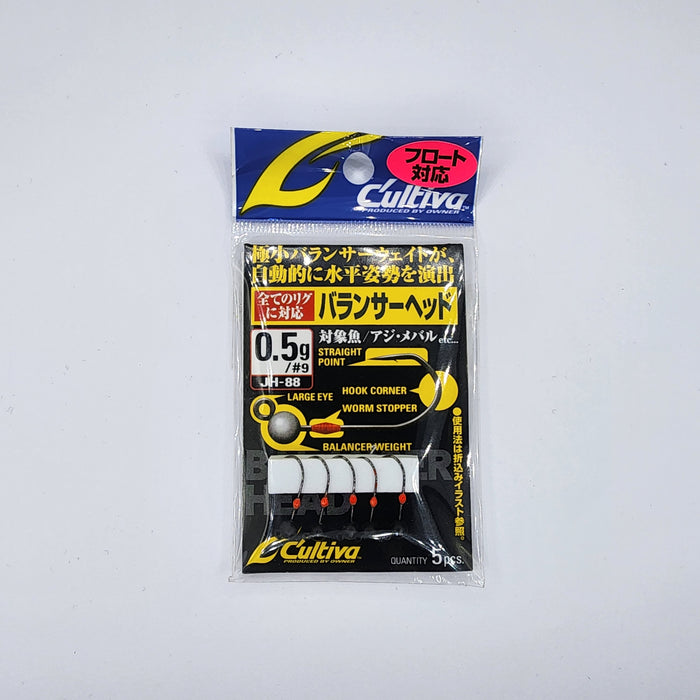 フロート
対応
C'ultiva
PRODUCED BY OWNER
極小バランサーウェイトが、
自動的に水平姿勢を演出
全てのリグ
に対応
バランサーヘッド
0.5g
/#9
JH-88
対象魚/アジ・メバル etc...
STRAIGHT
POINT
HOOK CORNER
LARGE EYE
WORM STOPPER
BALANCER WEIGHT
●使用法は折込みイラスト参照。
HEAD
C'ultiva
PRODUCED BY OWNER
QUANTITY 5pcs.